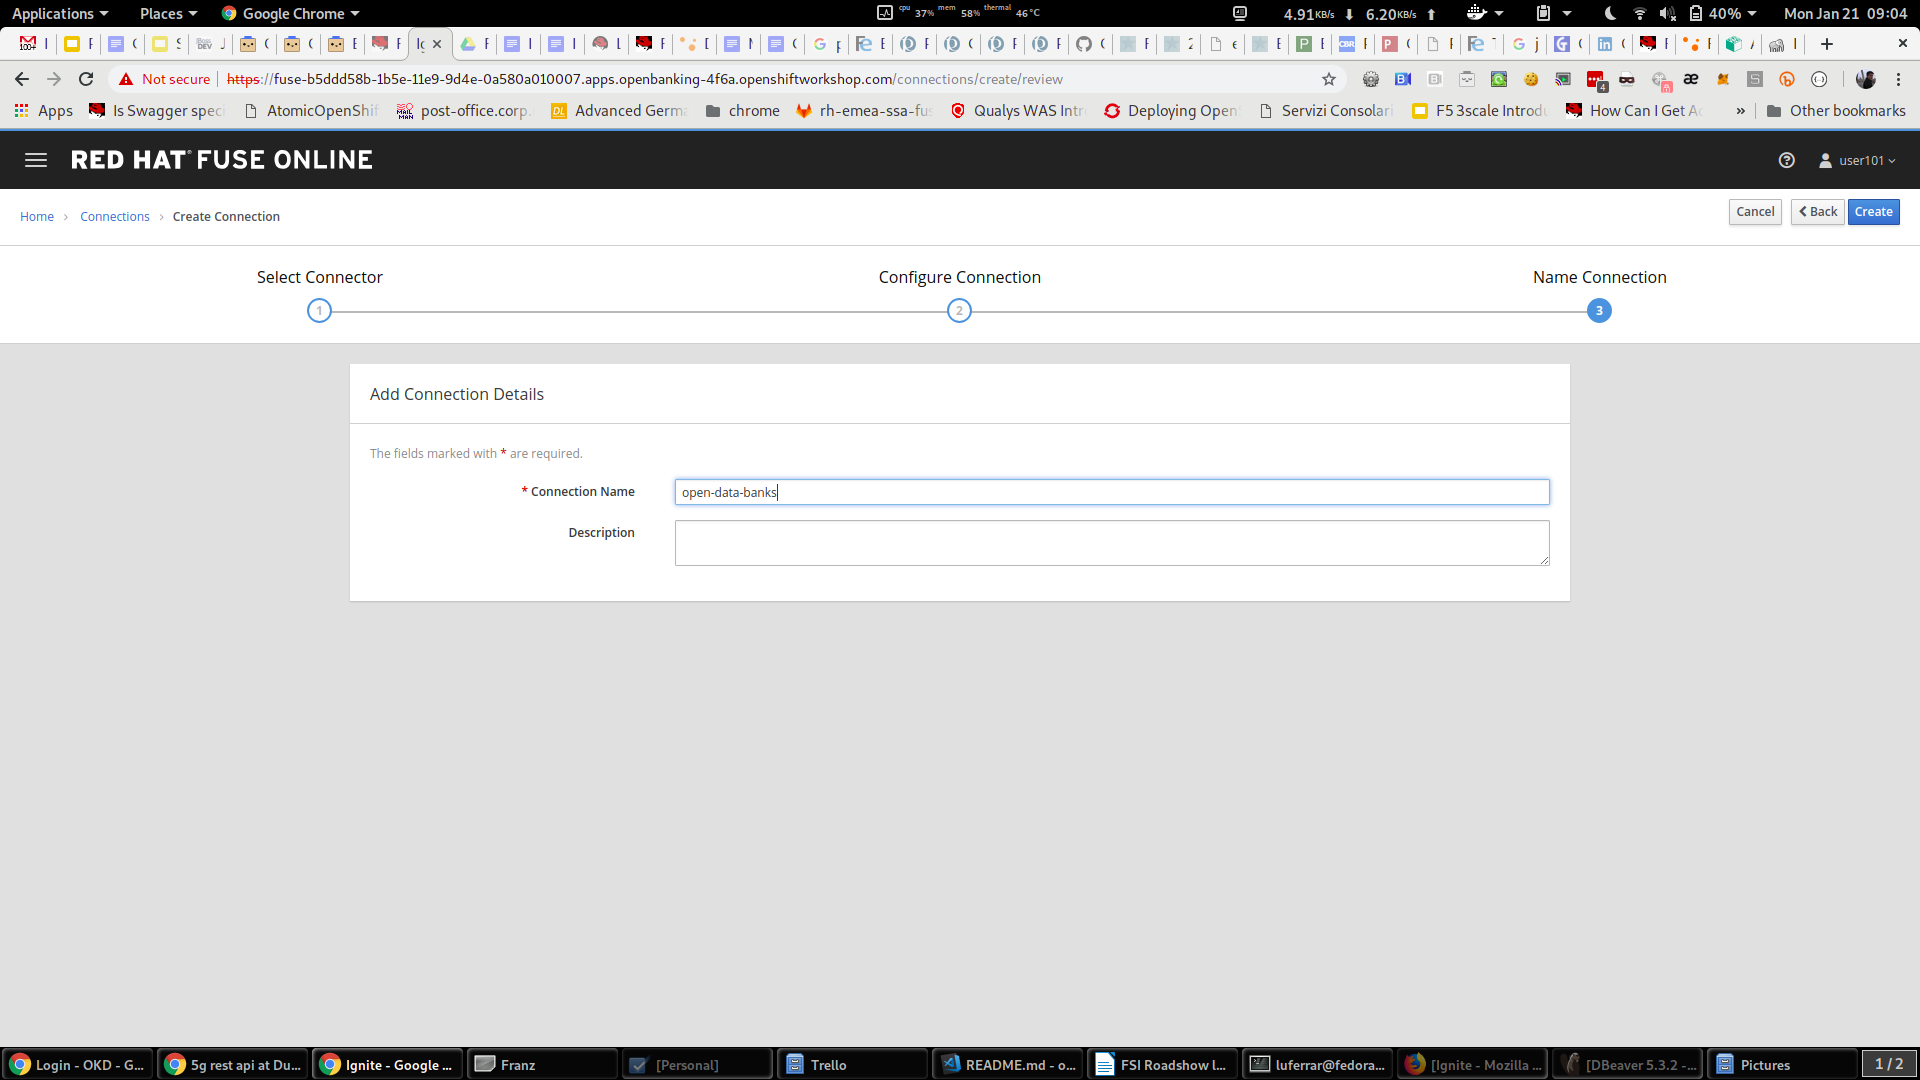 Applications Places Google Chrome cpu 37% mem 58% thermal 46°C 4.91KB/s 6.20KB/s 40% Mon Jan 21 09:04
Not secure https://fuse-b5ddd58b-1b5e-11e9-9d4e-0a580a010007.apps.openbanking-4f6a.openshiftworkshop.com/connections/create/review
Apps Is Swagger spec AtomicOpenShif post-office.corp. Advanced Germa chrome rh-emea-ssa-fus Qualys WAS Intr Deploying Open Servizi Consolari F5 3scale Introdu How Can I Get Ac » Other bookmarks
RED HAT FUSE ONLINE user101
Home Connections Create Connection Cancel Back Create
Select Connector Configure Connection Name Connection
1 2 3
Add Connection Details
The fields marked with * are required.
* Connection Name open-data-banks
Description
Login - OKD - G... 5g rest api at Du... Ignite - Google ... Franz [Personal] Trello README.md - o... FSI Roadshow l... luferrar@fedora... [Ignite - Mozilla ... [DBeaver 5.3.2 -... Pictures 1 / 2